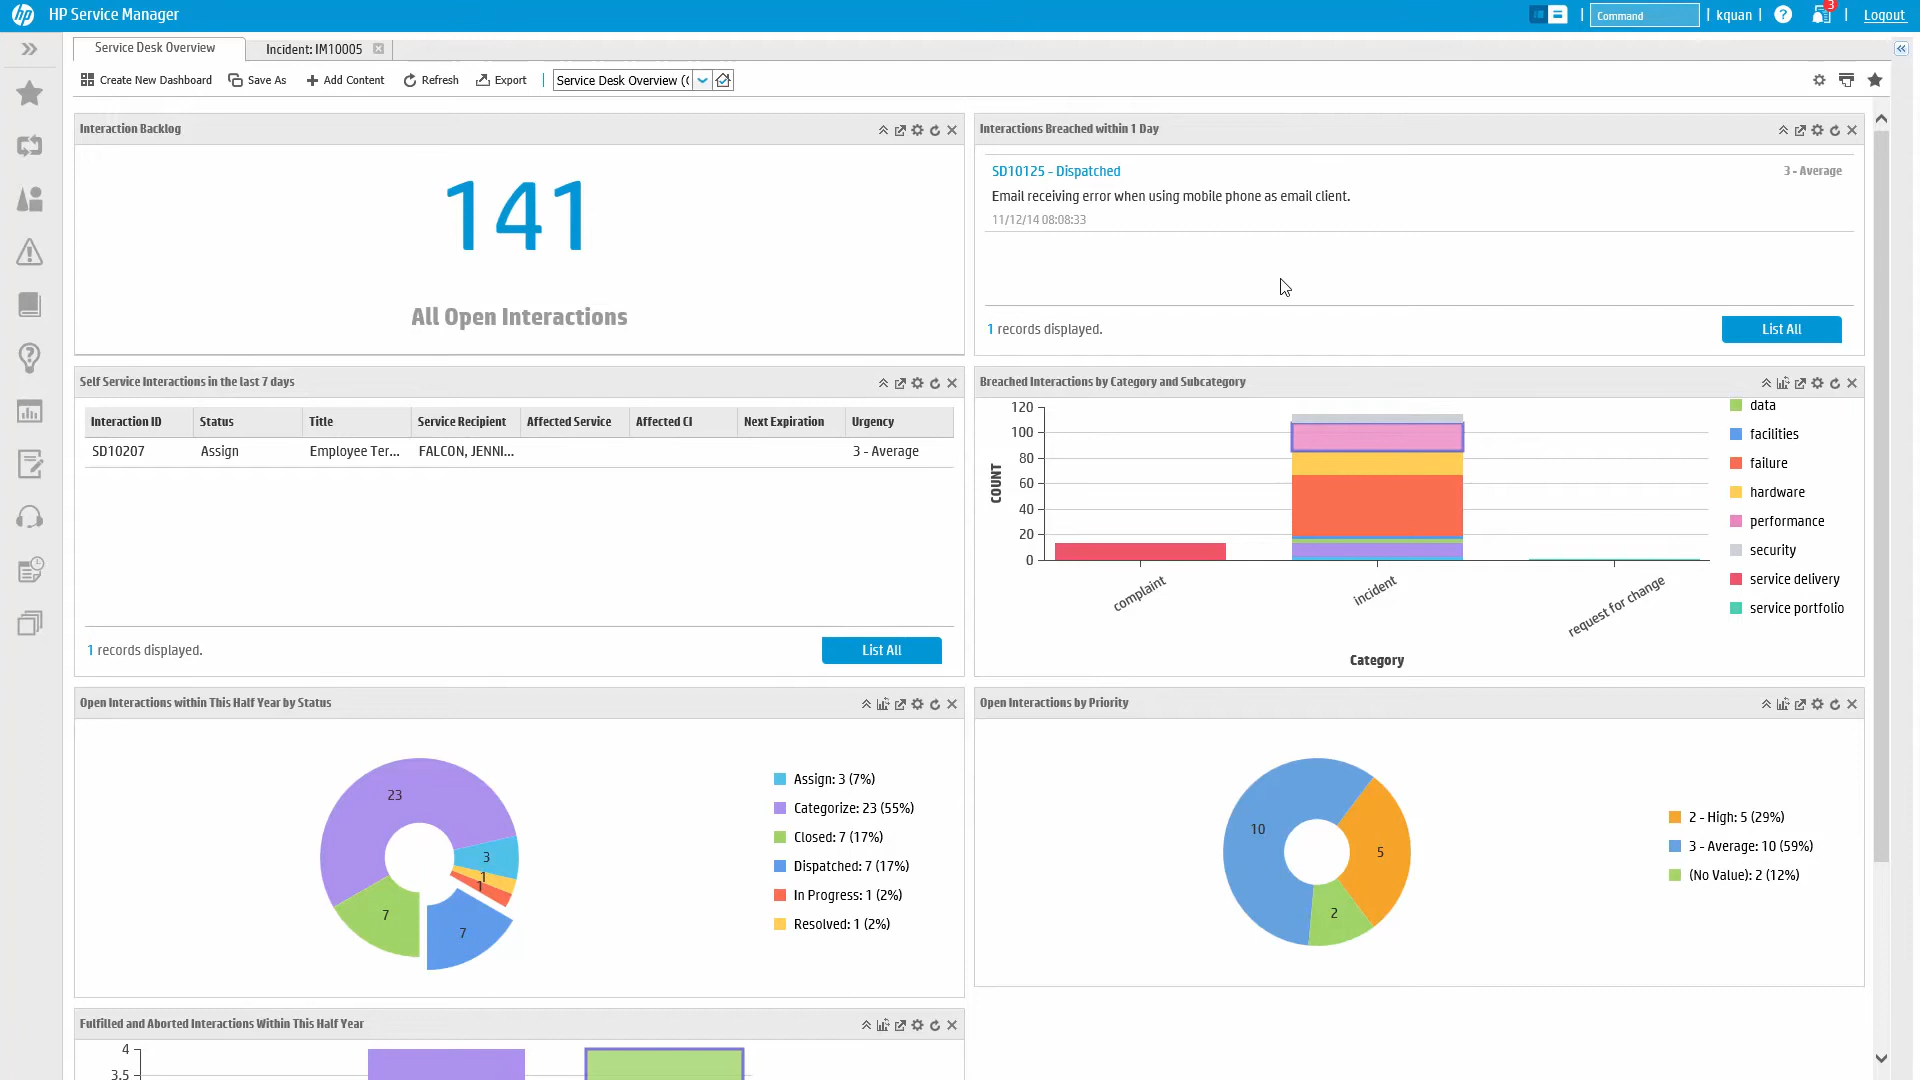 hp HP Service Manager
Command
kquan
?
3
Logout
Service Desk Overview
Incident: IM10005
Create New Dashboard
Save As
Add Content
Refresh
Export
Service Desk Overview ((
Interaction Backlog
141
All Open Interactions
Interactions Breached within 1 Day
SD10125 - Dispatched
3 - Average
Email receiving error when using mobile phone as email client.
11/12/14 08:08:33
1 records displayed.
List All
Self Service Interactions in the last 7 days
Interaction ID Status Title Service Recipient Affected Service Affected CI Next Expiration Urgency
SD10207 Assign Employee Ter... FALCON, JENNI... 3 - Average
1 records displayed.
List All
Breached Interactions by Category and Subcategory
120
100
80
60
40
20
0
COUNT
complaint
incident
request for change
Category
data
facilities
failure
hardware
performance
security
service delivery
service portfolio
Open Interactions within This Half Year by Status
23
3
1
1
7
7
Assign: 3 (7%)
Categorize: 23 (55%)
Closed: 7 (17%)
Dispatched: 7 (17%)
In Progress: 1 (2%)
Resolved: 1 (2%)
Open Interactions by Priority
10
5
2
2 - High: 5 (29%)
3 - Average: 10 (59%)
(No Value): 2 (12%)
Fulfilled and Aborted Interactions Within This Half Year
4
3.5